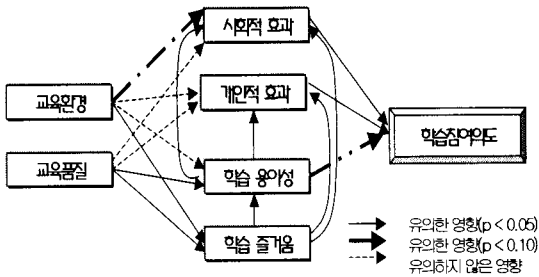 사회적 효과
교육환경
개인적 효과
학습참여의도
교육품질
학습 용이성
학습 즐거움
유의한 영향(p < 0.05)
유의한 영향(p < 0.10)
유의하지 않은 영향